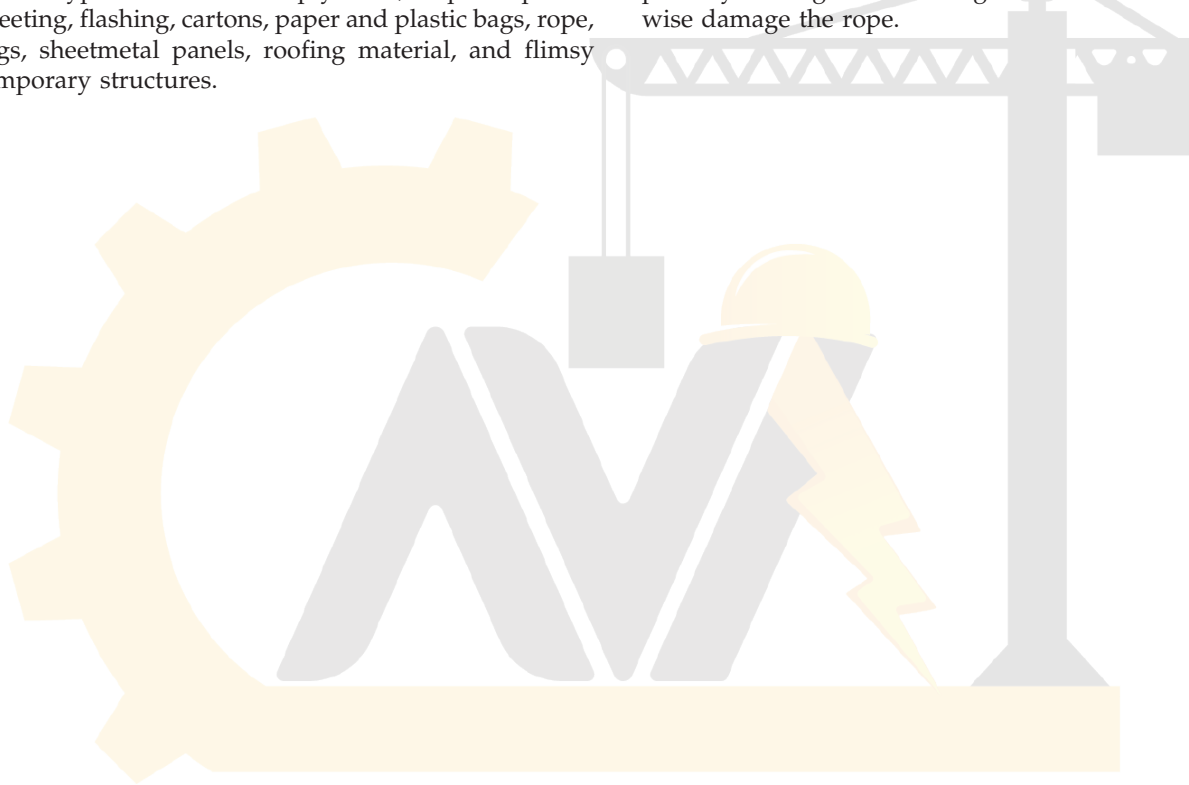 eeting, flashing, cartons, paper and plastic bags, rope,
gs, sheetmetal panels, roofing material, and flimsy
mporary structures.
wise damage the rope.